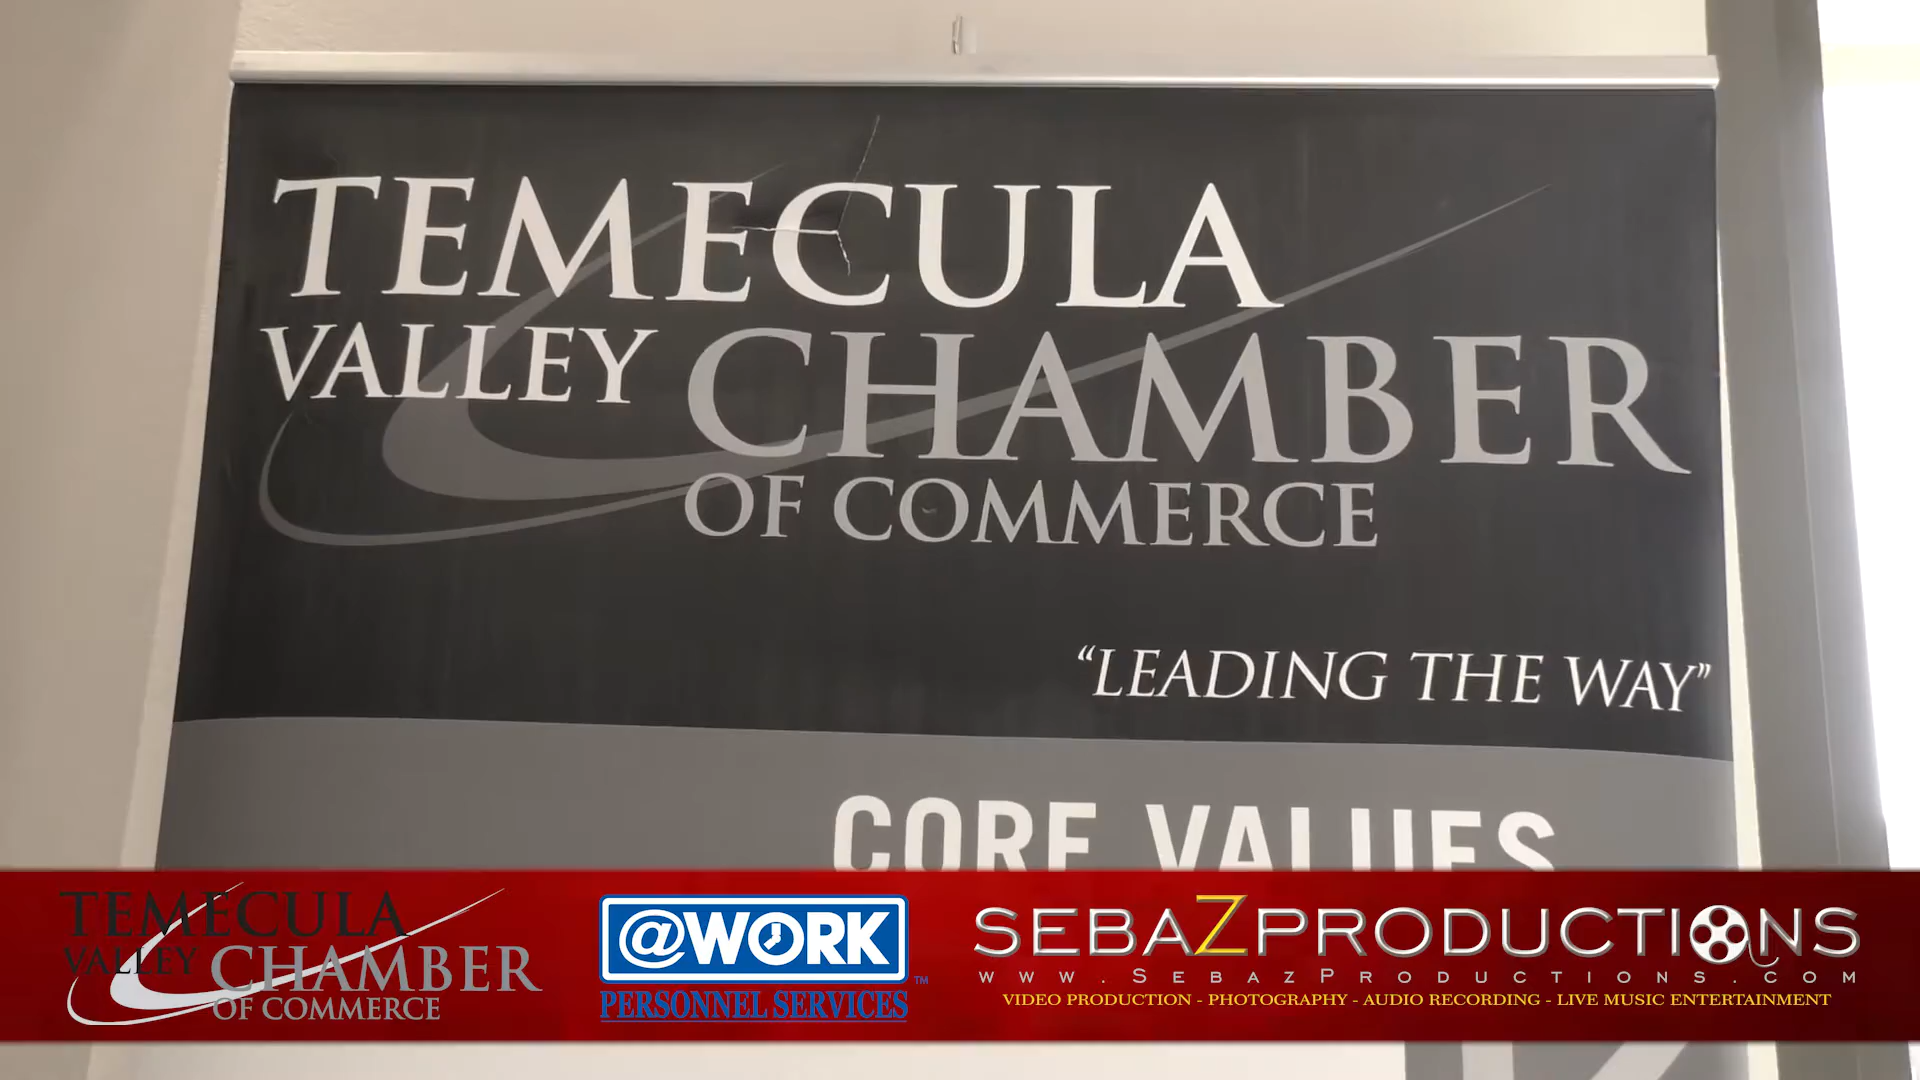 TEMECULA
VALLEY CHAMBER
OF COMMERCE
"LEADING THE WAY"
CORE VALUES
TEMECULA
VALLEY CHAMBER
OF COMMERCE
@WORK
™
PERSONNEL SERVICES
SEBAZPRODUCTIONS
www.SebazProductions.com
VIDEO PRODUCTION - PHOTOGRAPHY - AUDIO RECORDING - LIVE MUSIC ENTERTAINMENT